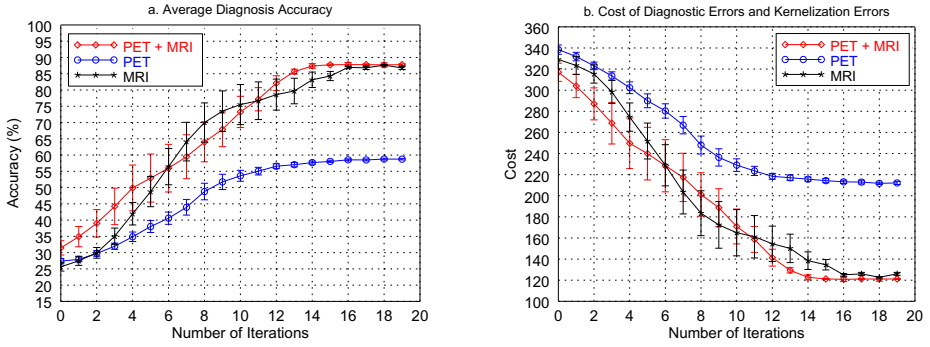 a. Average Diagnosis Accuracy
100
95
90
85
80
75
70
65
60
55
50
45
40
35
30
25
20
15
Accuracy (%)
PET + MRI
PET
MRI
0 2 4 6 8 10 12 14 16 18 20
Number of Iterations
b. Cost of Diagnostic Errors and Kernelization Errors
360
340
320
300
280
260
240
220
200
180
160
140
120
100
Cost
PET + MRI
PET
MRI
0 2 4 6 8 10 12 14 16 18 20
Number of Iterations